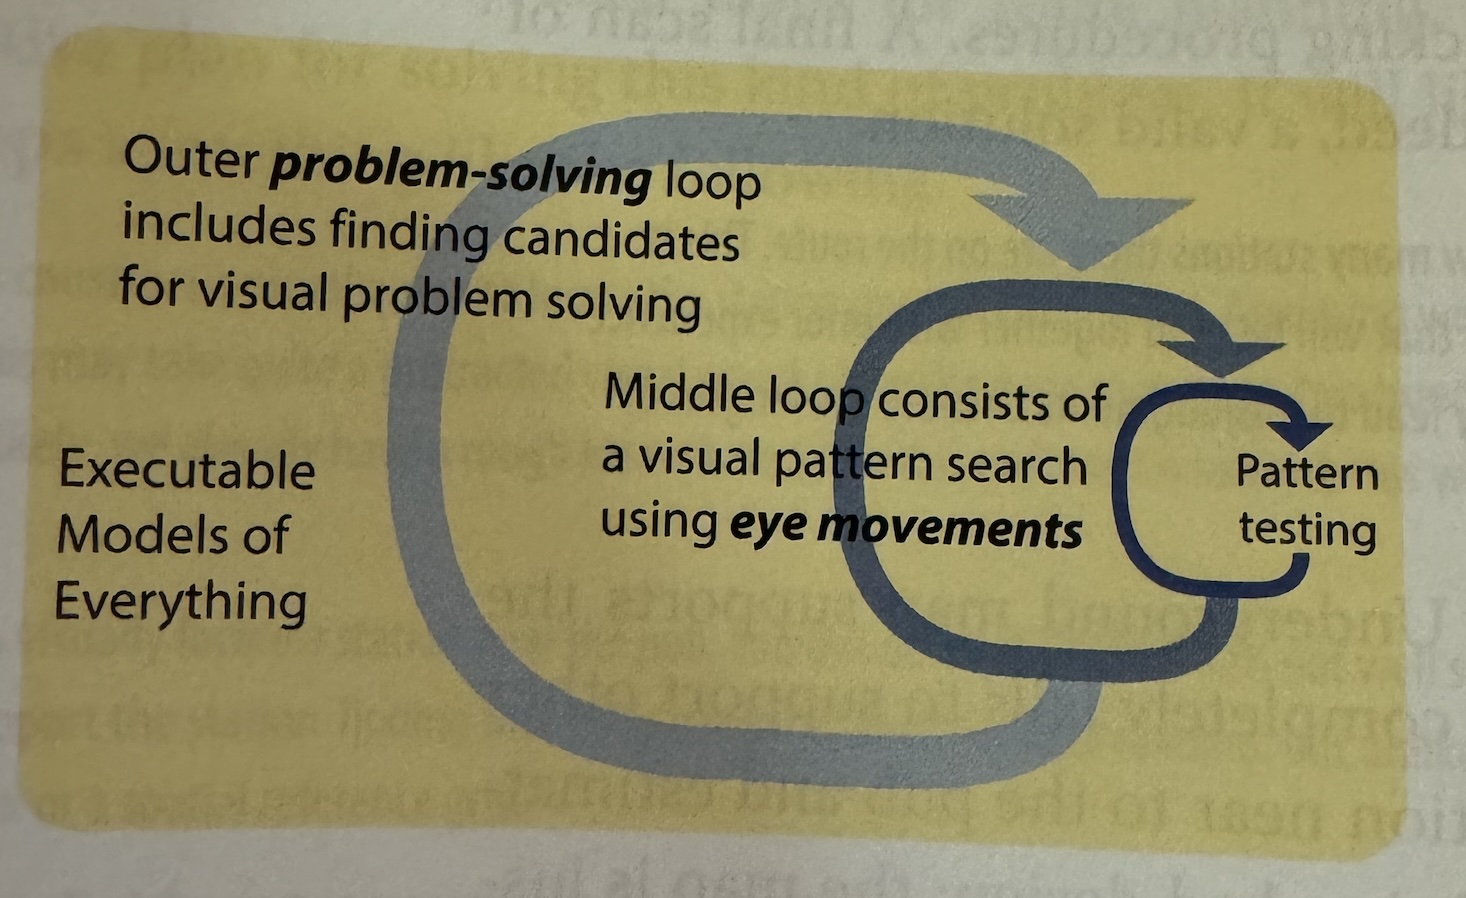 Outer problem-solving loop
includes finding candidates
for visual problem solving
Executable
Models of
Everything
Middle loop consists of
a visual pattern search
using eye movements
Pattern
testing